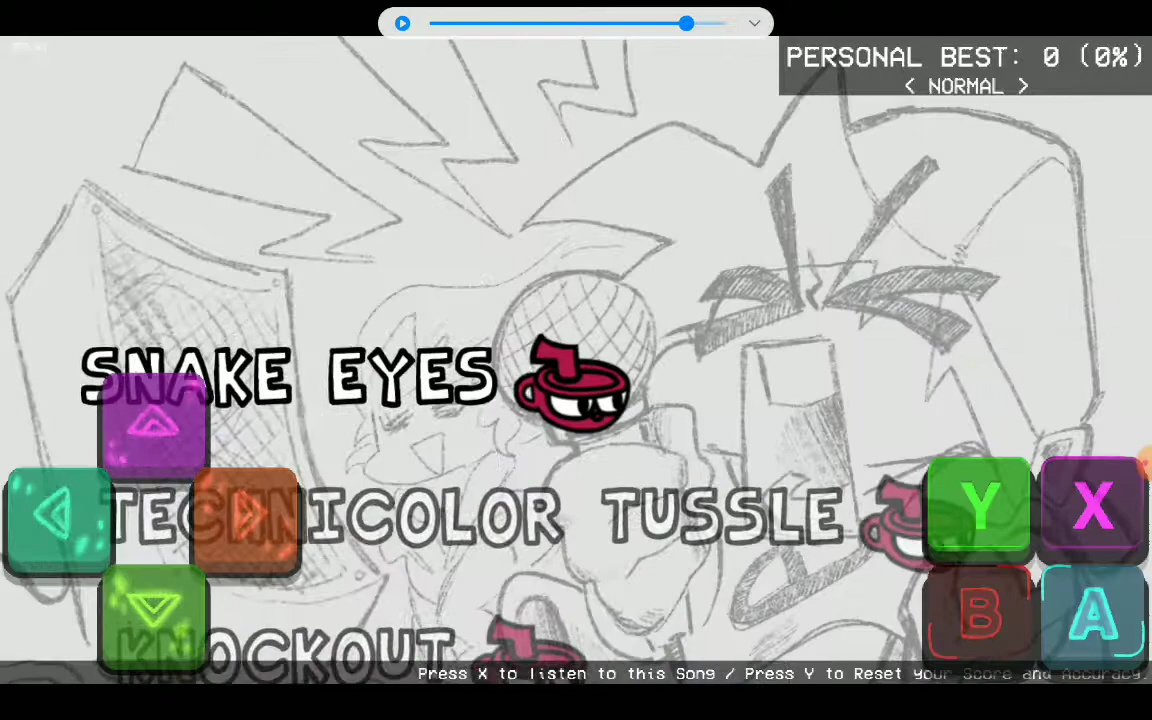 PERSONAL BEST: 0 (0%)
< NORMAL >
SNAKE EYES
TECHNICOLOR TUSSLE
Y X
KNOCKOUT
B A
Press X to listen to this Song / Press Y to Reset your Score and Accuracy.